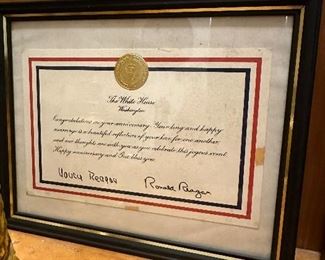 The White House
Washington
Congratulations on your anniversary. Your long and happy
marriage is a beautiful reflection of your love for one another
and our thoughts are with you as you celebrate this joyous event.
Happy anniversary and God bless you.
Nancy Reagan Ronald Reagan